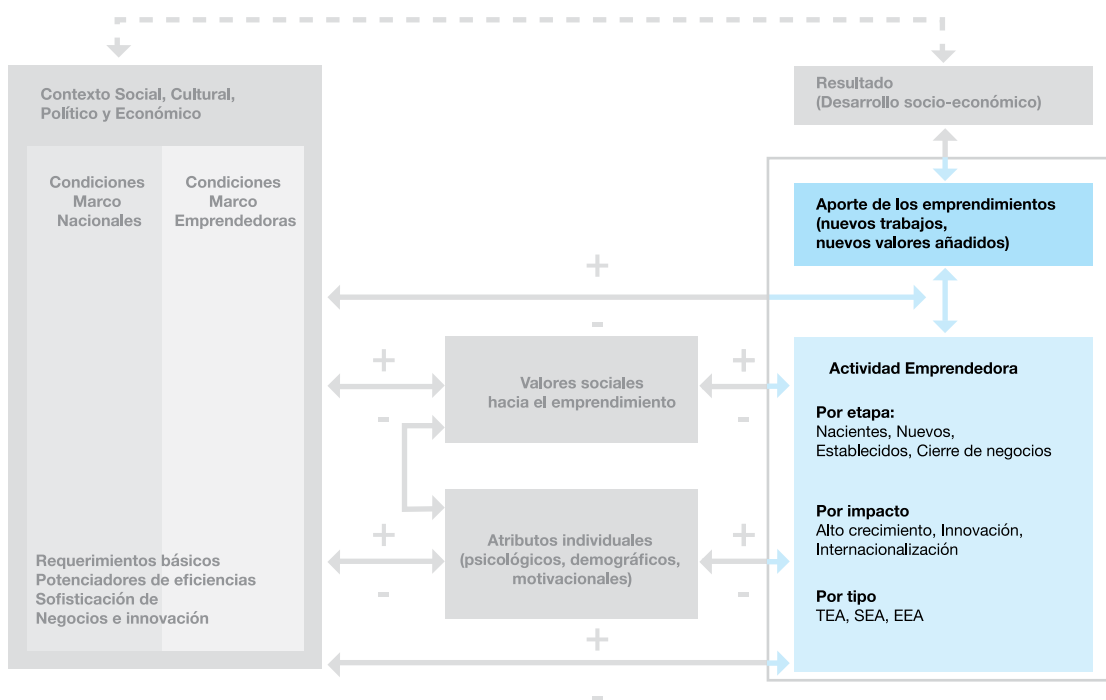 Contexto Social, Cultural,
Político y Económico
Condiciones
Marco
Nacionales
Condiciones
Marco
Emprendedoras
Requerimientos básicos
Potenciadores de eficiencias
Sofisticación de
Negocios e innovación
+
-
+
-
Valores sociales
hacia el emprendimiento
+
-
+
-
Atributos individuales
(psicológicos, demográficos,
motivacionales)
+
-
+
-
Resultado
(Desarrollo socio-económico)
Aporte de los emprendimientos
(nuevos trabajos,
nuevos valores añadidos)
Actividad Emprendedora
Por etapa:
Nacientes, Nuevos,
Establecidos, Cierre de negocios
Por impacto
Alto crecimiento, Innovación,
Internacionalización
Por tipo
TEA, SEA, EEA